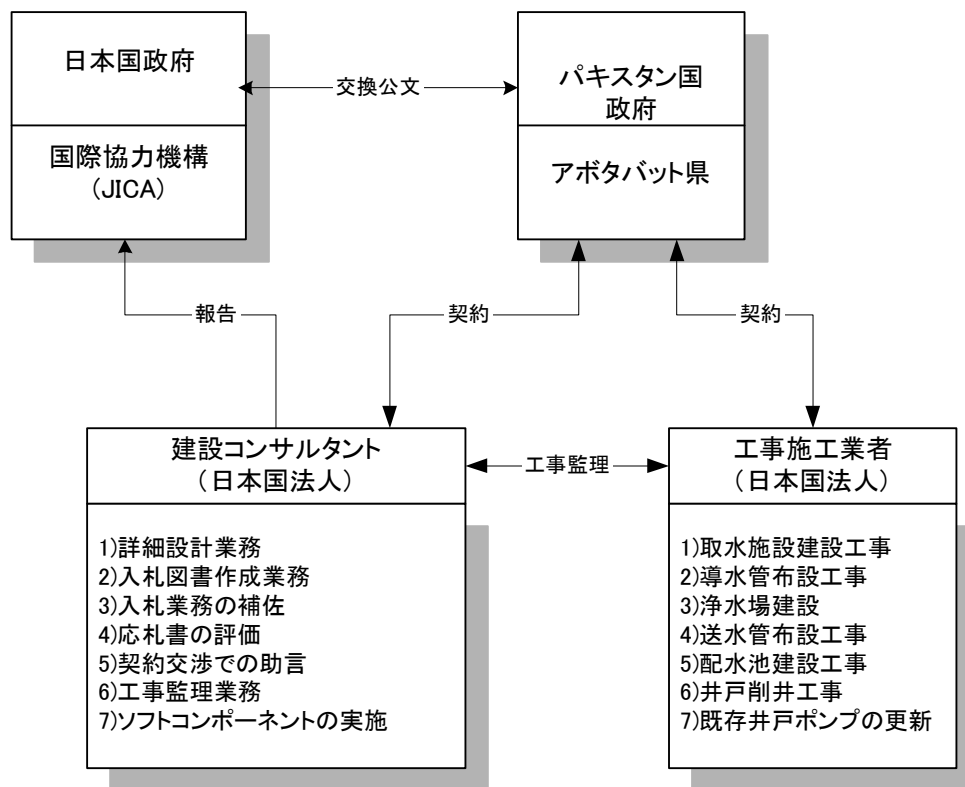 日本国政府
交換公文
パキスタン国
政府
国際協力機構
(JICA)
アボタバット県
報告
契約
契約
建設コンサルタント
(日本国法人)
工事監理
工事施工業者
(日本国法人)
1)詳細設計業務
2)入札図書作成業務
3)入札業務の補佐
4)応札書の評価
5)契約交渉での助言
6)工事監理業務
7)ソフトコンポーネントの実施
1)取水施設建設工事
2)導水管布設工事
3)浄水場建設
4)送水管布設工事
5)配水池建設工事
6)井戸削井工事
7)既存井戸ポンプの更新